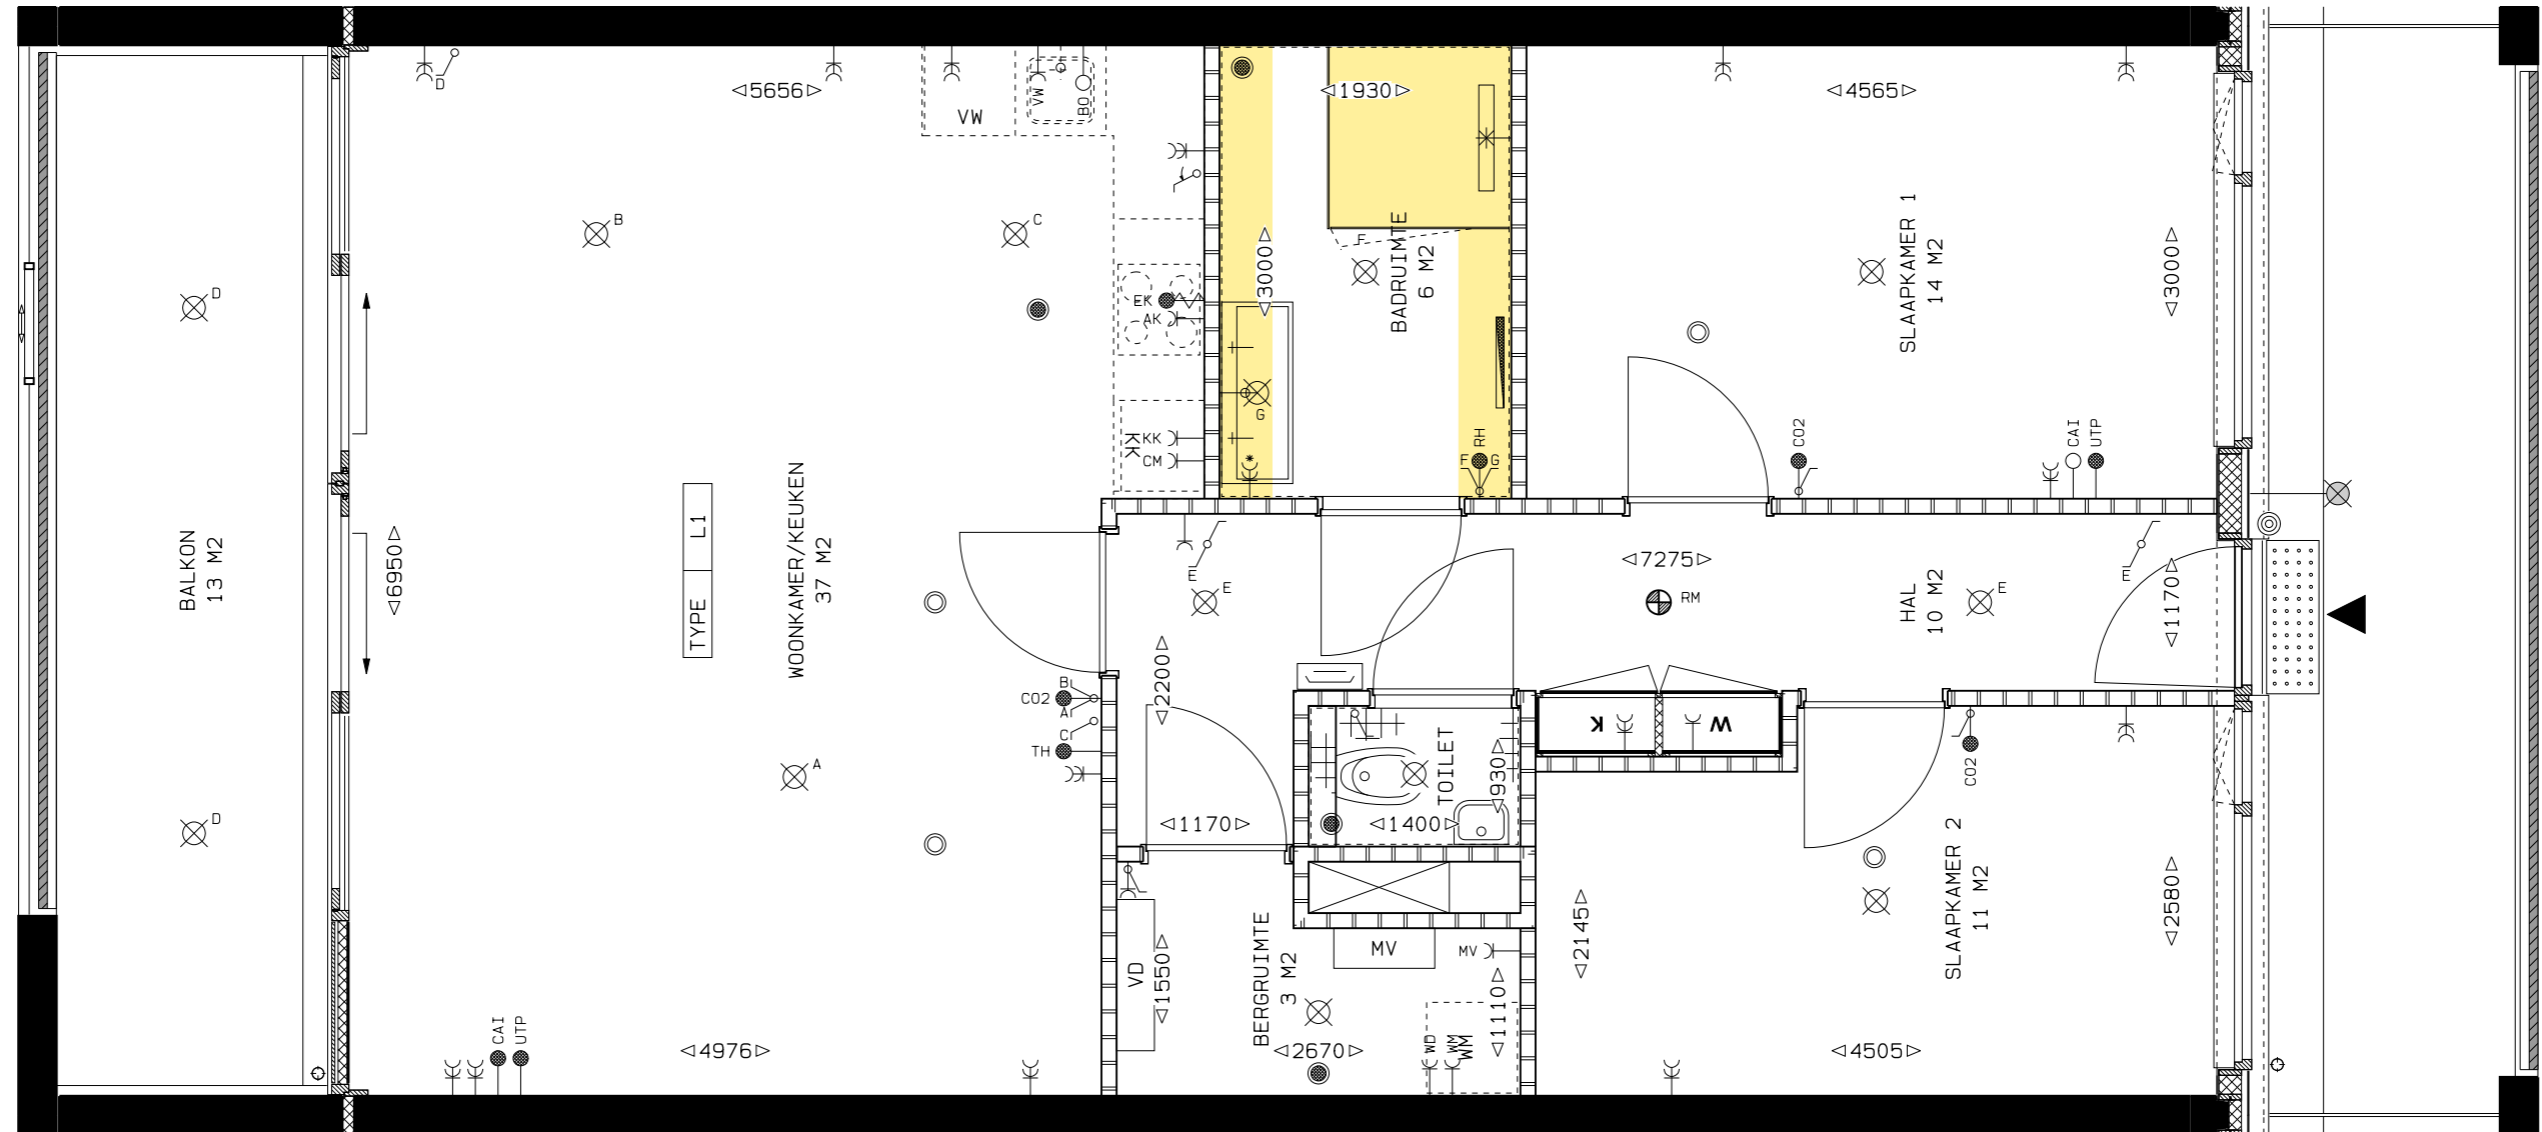 D
◁5656▷
VW
VW
BO
◁1930▷
◁4565▷
B
C
◁3000▷
F
BADRUIMTE
6 M2
SLAAPKAMER 1
14 M2
◁3000▷
D
EK
AK
G
KK
KK
CM
*
RH
F
G
CO2
CAI
UTP
BALKON
13 M2
◁6950▷
TYPE L1
WOONKAMER/KEUKEN
37 M2
E
E
◁7275▷
RM
HAL
10 M2
E
E
◁1170▷
◁2200▷
B
CO2
A
C
TH
A
K
W
TOILET
◁930▷
CO2
D
◁1170▷
◁1400▷
SLAAPKAMER 2
11 M2
◁2580▷
◁2145▷
VD
◁1550▷
BERGRUIMTE
3 M2
MV
MV
◁1110▷
CAI
UTP
◁4976▷
◁2670▷
WD
WM
WM
◁4505▷